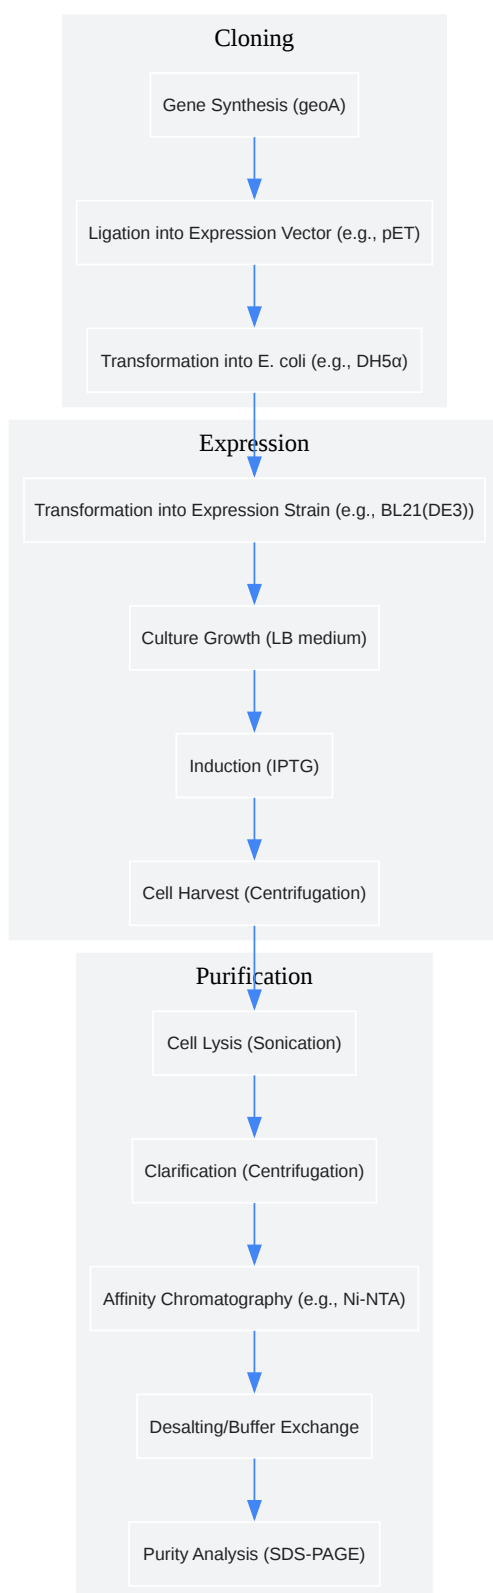 Cloning
Gene Synthesis (geoA)
Ligation into Expression Vector (e.g., pET)
Transformation into E. coli (e.g., DH5α)
Expression
Transformation into Expression Strain (e.g., BL21(DE3))
Culture Growth (LB medium)
Induction (IPTG)
Cell Harvest (Centrifugation)
Purification
Cell Lysis (Sonication)
Clarification (Centrifugation)
Affinity Chromatography (e.g., Ni-NTA)
Desalting/Buffer Exchange
Purity Analysis (SDS-PAGE)